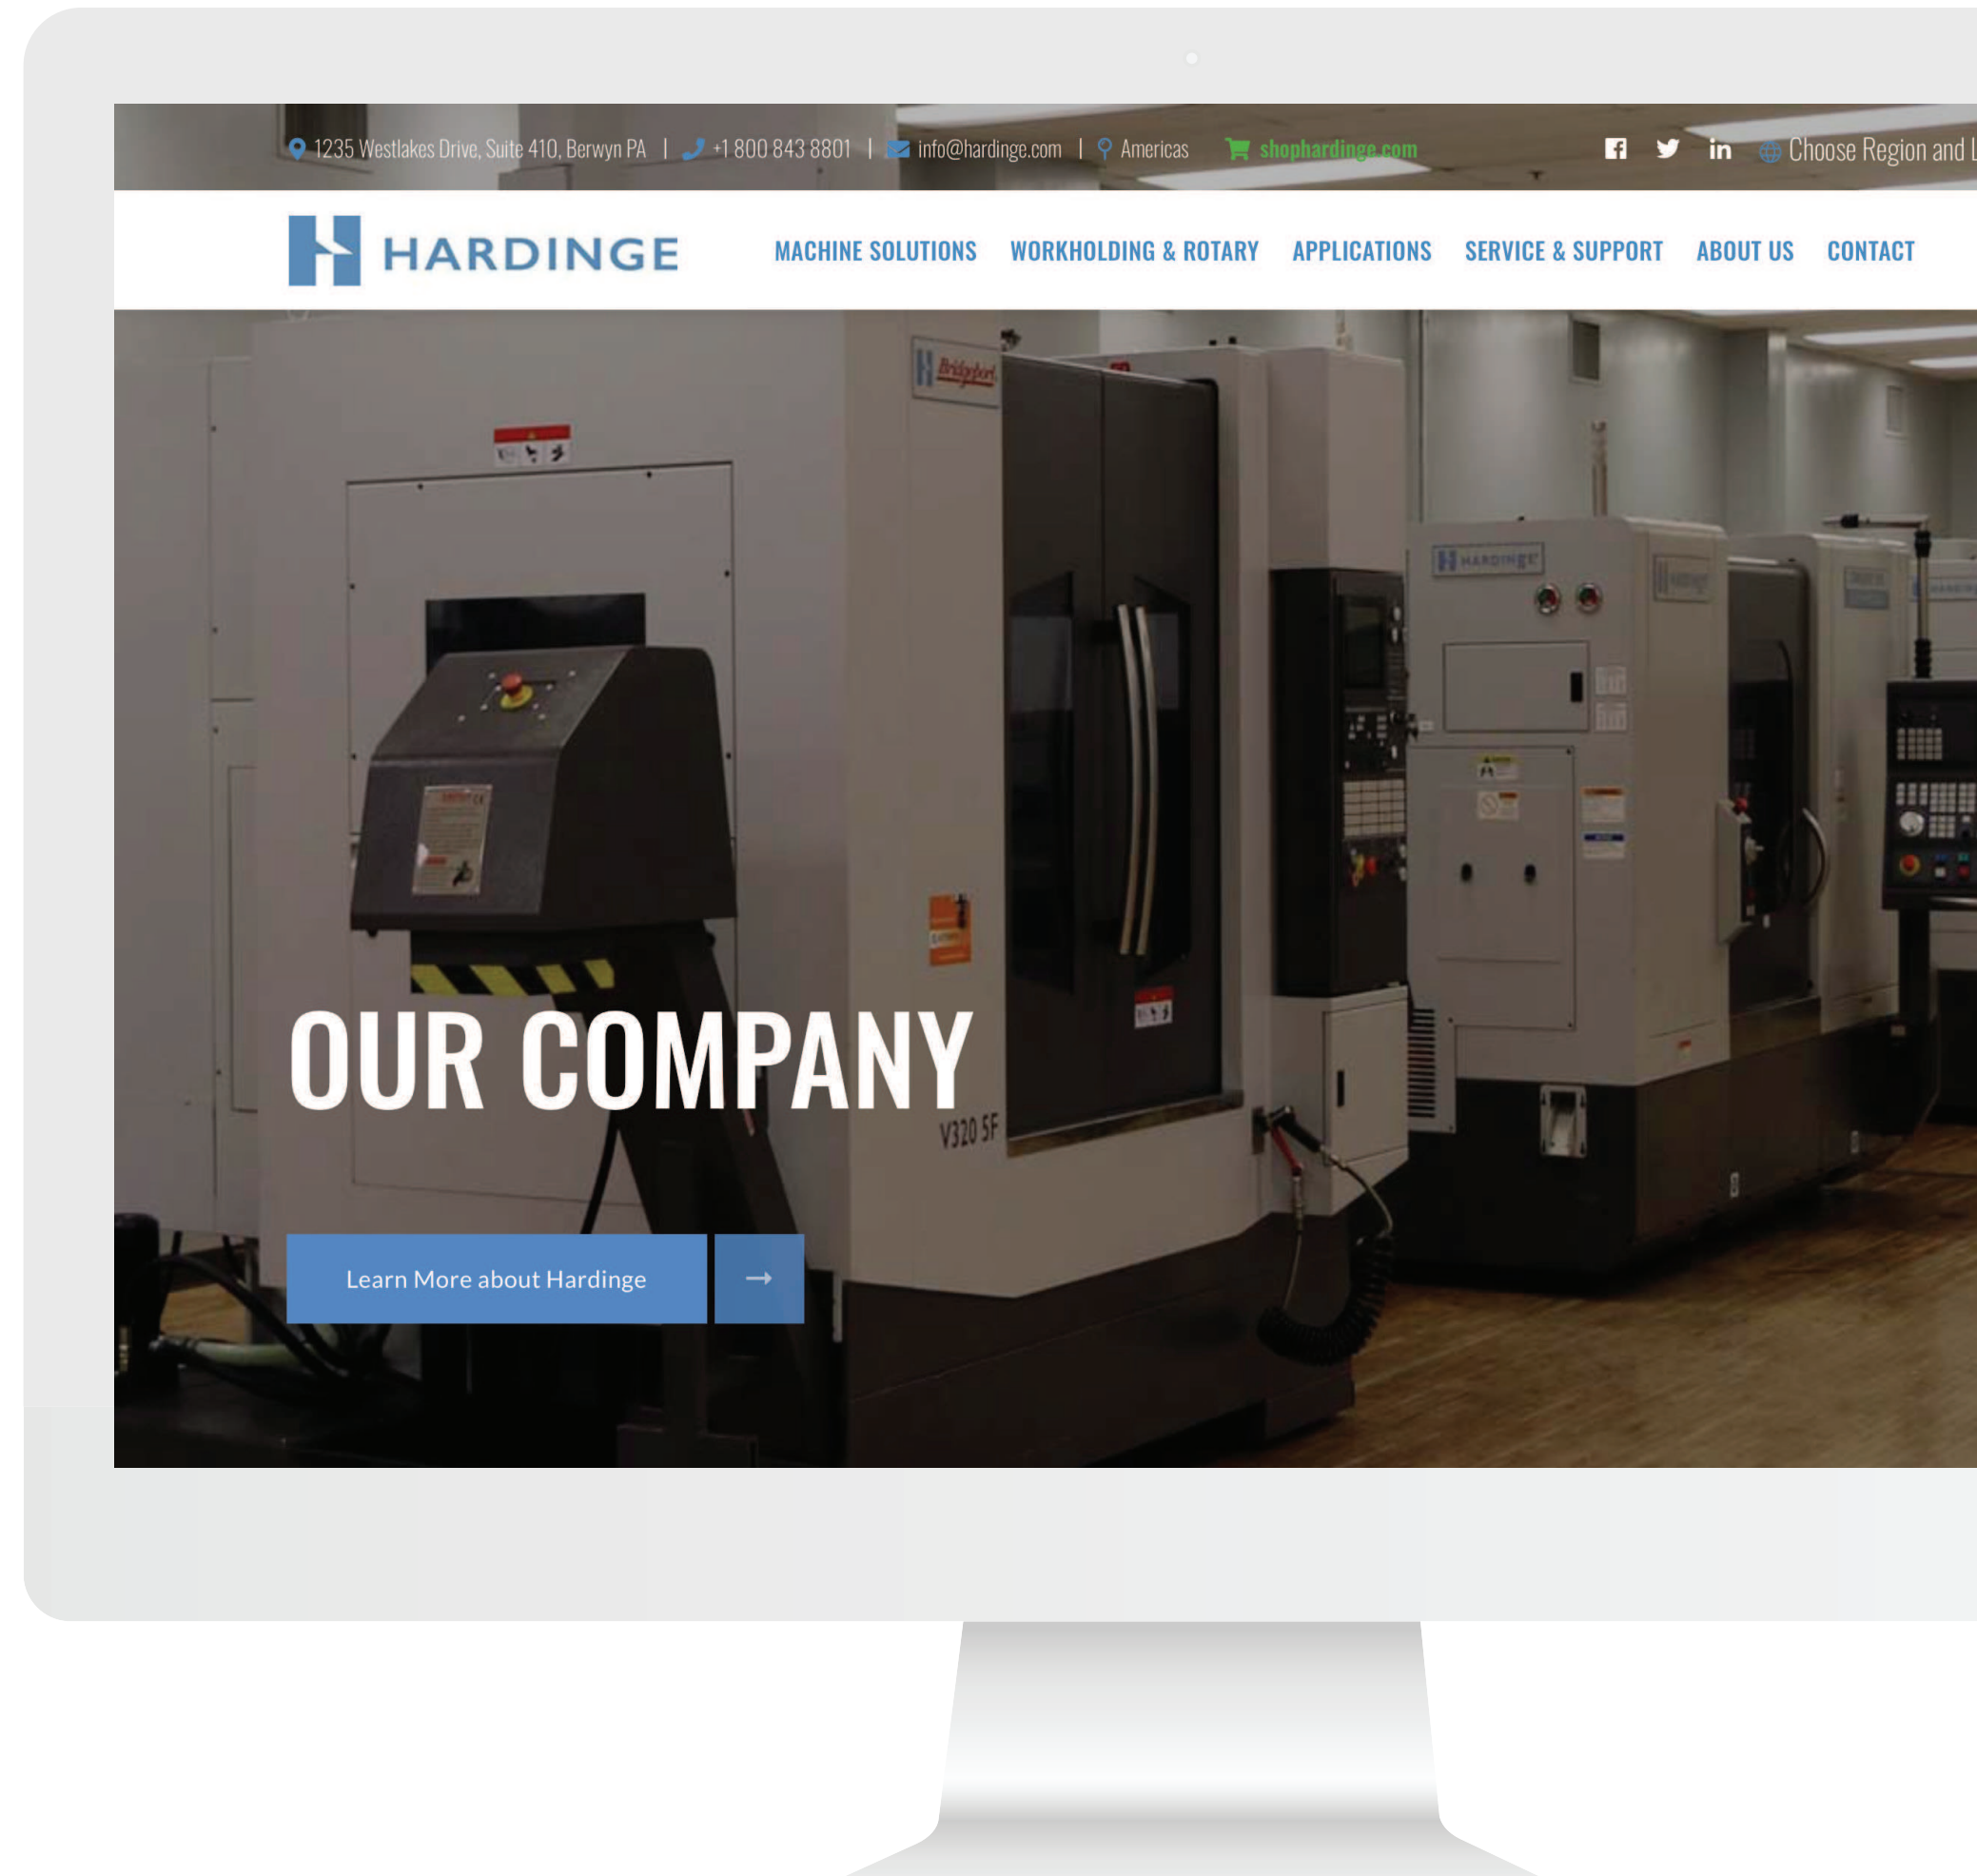 1235 Westlakes Drive, Suite 410, Berwyn PA | +1 800 843 8801 | info@hardinge.com | Americas shophardinge.com Choose Region and L
HARDINGE
MACHINE SOLUTIONS WORKHOLDING & ROTARY APPLICATIONS SERVICE & SUPPORT ABOUT US CONTACT
Bridgeport
HARDINGE
HARDINGE
OUR COMPANY
V320 5F
Learn More about Hardinge